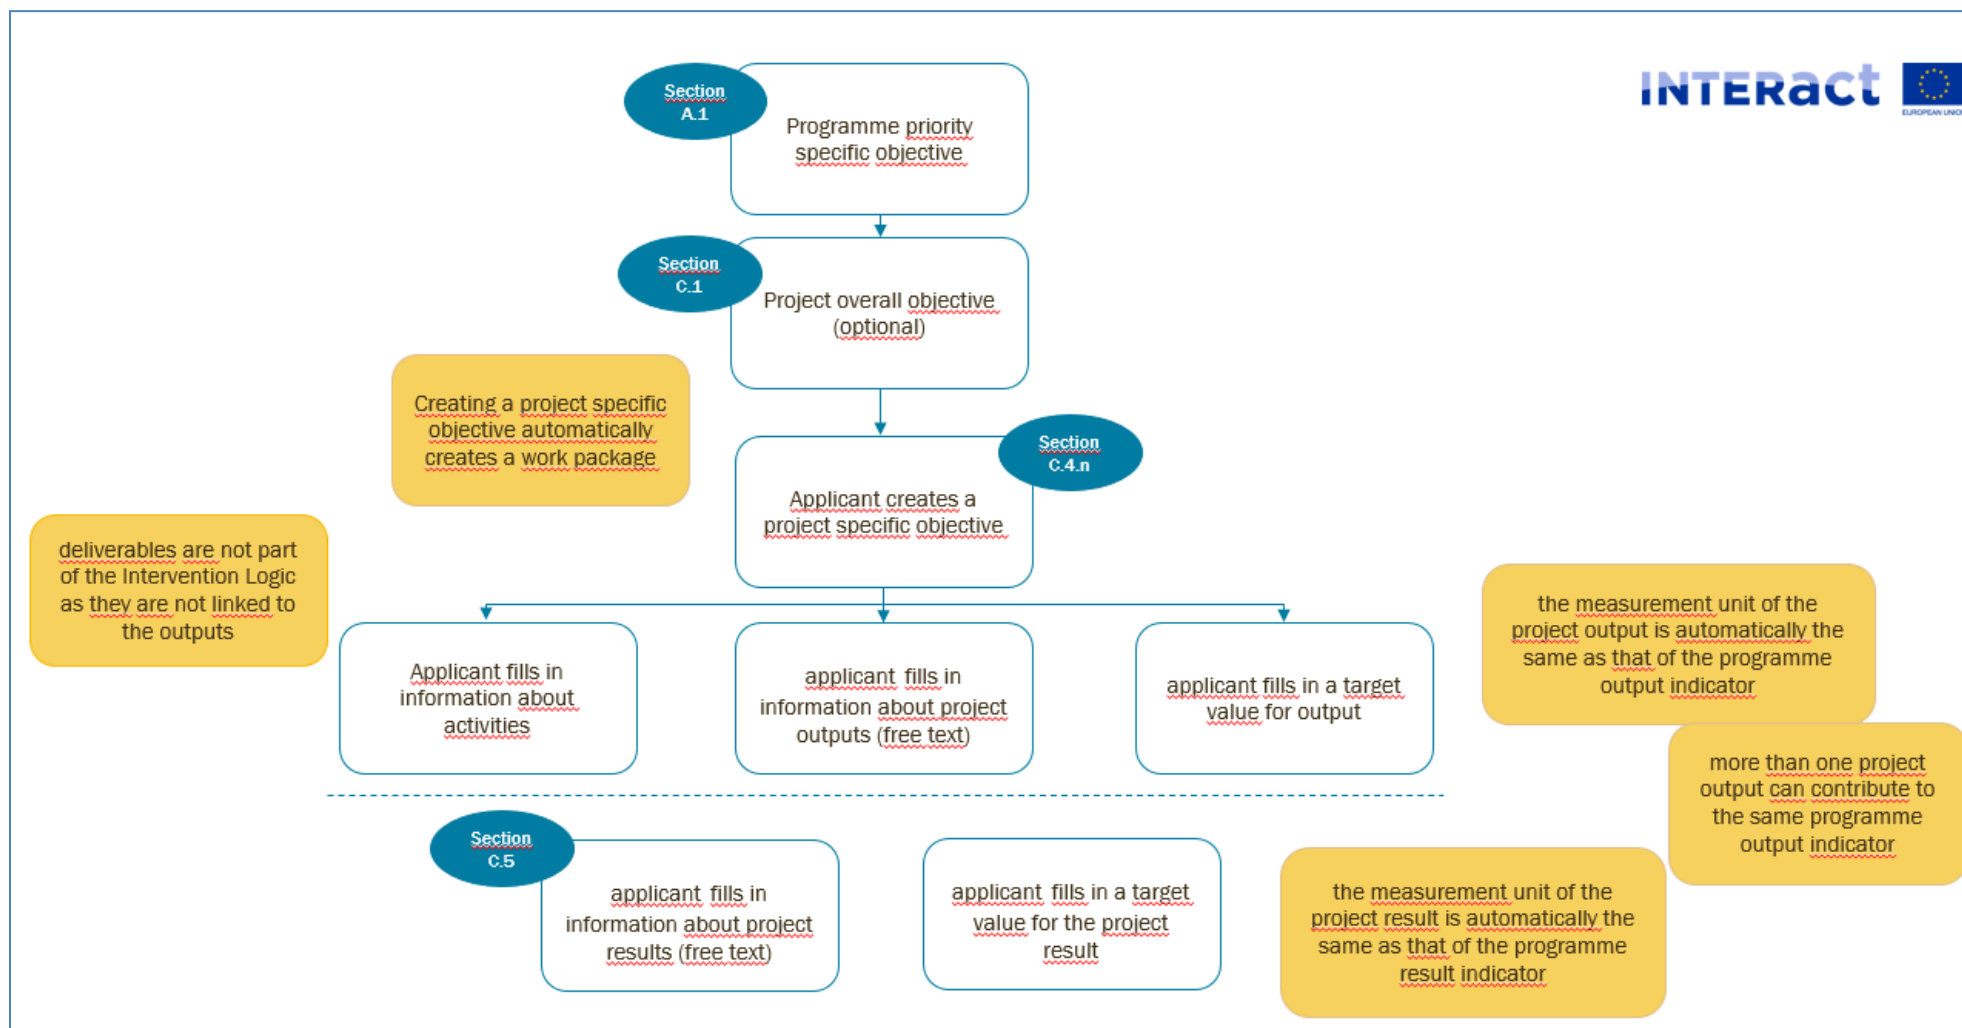 INTERact
EUROPEAN UNION
Section
A.1
Programme priority
specific objective
Section
C.1
Project overall objective
(optional)
Creating a project specific
objective automatically
creates a work package
Section
C.4.n
Applicant creates a
project specific objective
deliverables are not part
of the Intervention Logic
as they are not linked to
the outputs
Applicant fills in
information about
activities
applicant fills in
information about project
outputs (free text)
applicant fills in a target
value for output
the measurement unit of the
project output is automatically the
same as that of the programme
output indicator
more than one project
output can contribute to
the same programme
output indicator
Section
C.5
applicant fills in
information about project
results (free text)
applicant fills in a target
value for the project
result
the measurement unit of the
project result is automatically the
same as that of the programme
result indicator